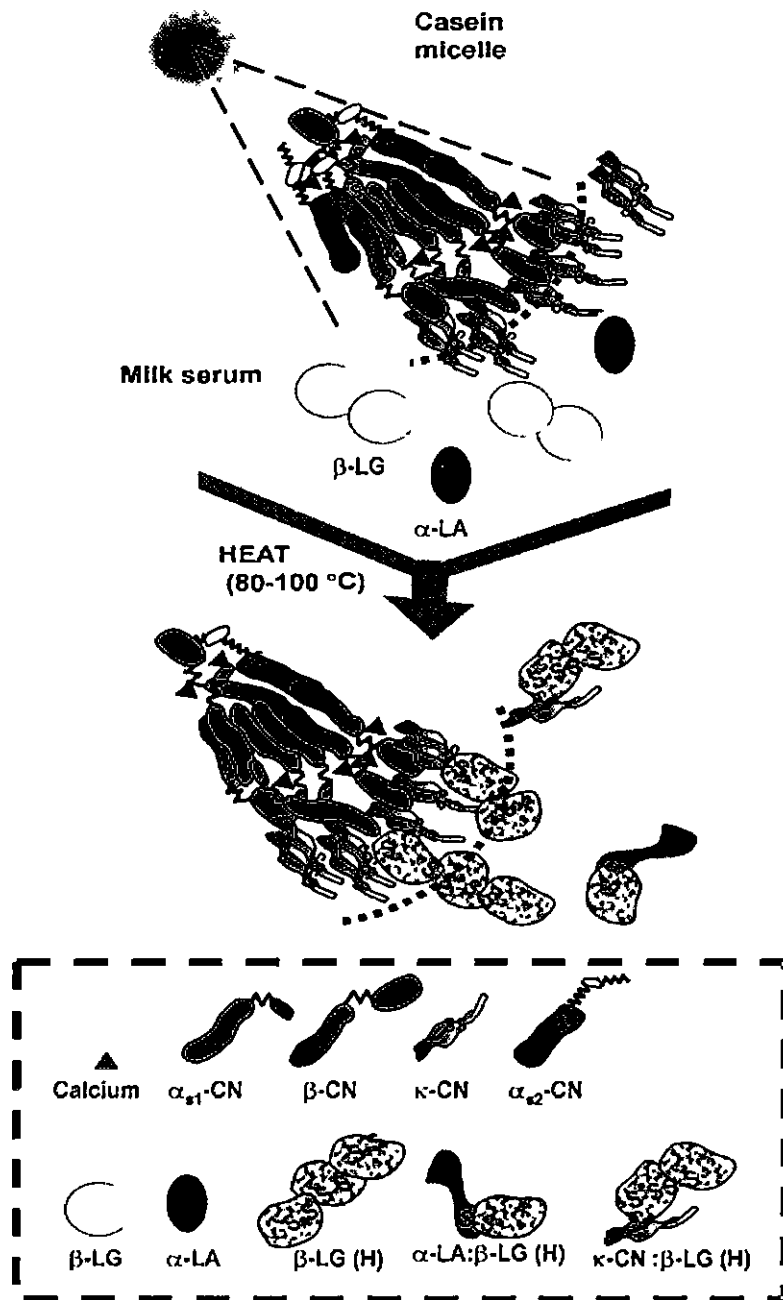 Casein
micelle
Milk serum
β-LG
α-LA
HEAT
(80-100 °C)
Calcium
αs1-CN
β-CN
κ-CN
αs2-CN
β-LG
α-LA
β-LG (H)
α-LA:β-LG (H)
κ-CN :β-LG (H)